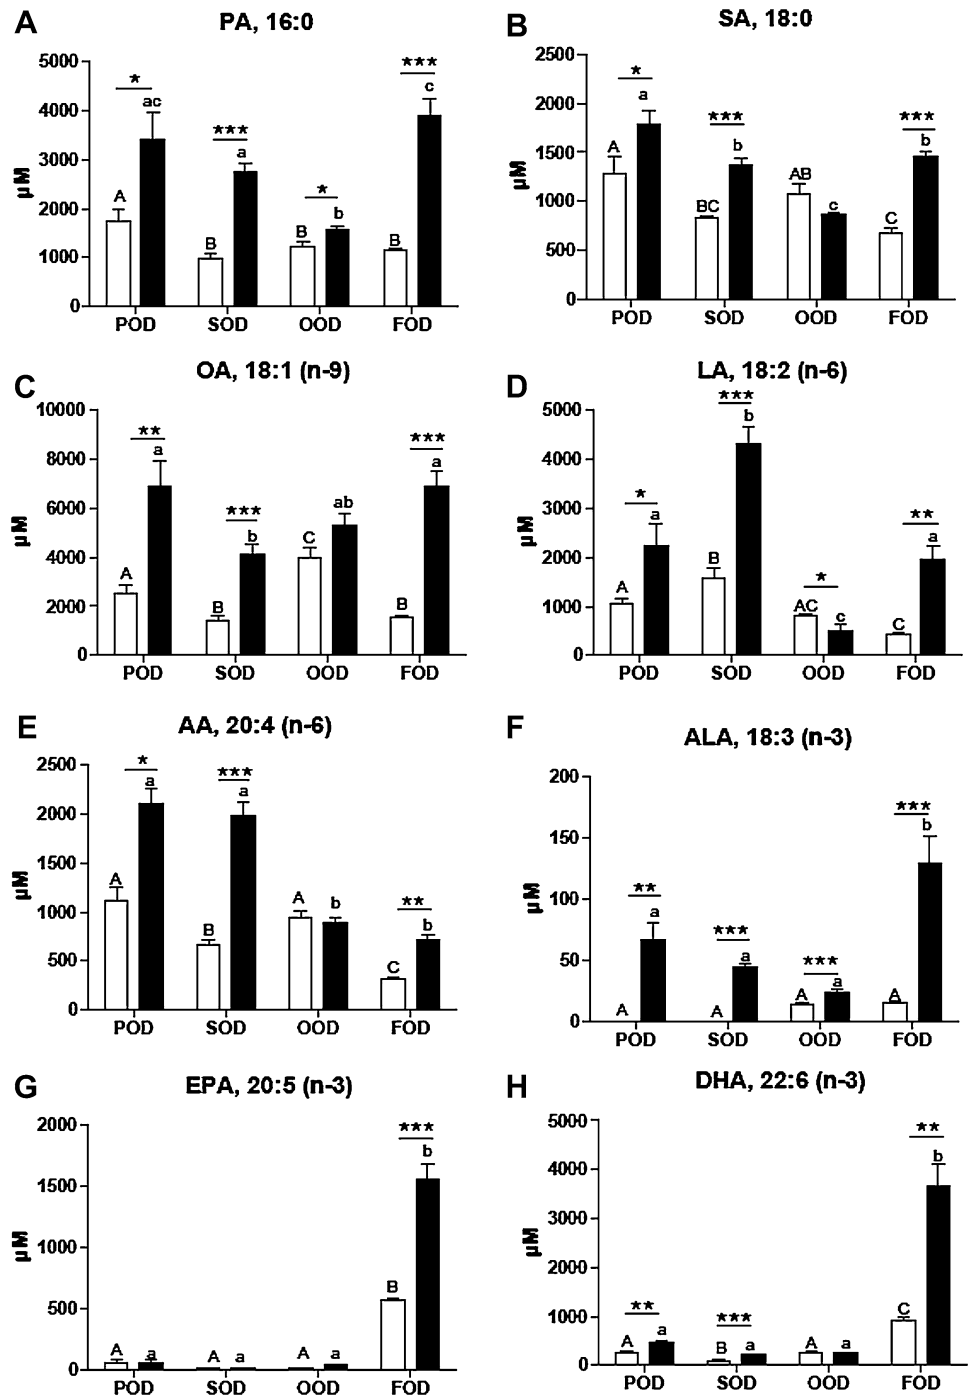 A
PA, 16:0
5000
4000
3000
2000
1000
0
µM
*
***
*
***
A
ac
B
a
B
b
B
c
POD
SOD
OOD
FOD
B
SA, 18:0
2500
2000
1500
1000
500
0
µM
*
***
***
A
a
BC
b
AB
c
C
b
POD
SOD
OOD
FOD
C
OA, 18:1 (n-9)
10000
8000
6000
4000
2000
0
µM
**
***
***
A
a
B
b
C
ab
B
a
POD
SOD
OOD
FOD
D
LA, 18:2 (n-6)
5000
4000
3000
2000
1000
0
µM
*
***
*
**
A
a
B
b
AC
c
C
a
POD
SOD
OOD
FOD
E
AA, 20:4 (n-6)
2500
2000
1500
1000
500
0
µM
*
***
**
A
a
B
a
A
b
C
b
POD
SOD
OOD
FOD
F
ALA, 18:3 (n-3)
200
150
100
50
0
µM
**
***
***
***
A
a
A
a
A
a
A
b
POD
SOD
OOD
FOD
G
EPA, 20:5 (n-3)
2000
1500
1000
500
0
µM
***
A
a
A
a
A
a
B
b
POD
SOD
OOD
FOD
H
DHA, 22:6 (n-3)
5000
4000
3000
2000
1000
0
µM
**
***
**
A
a
B
a
A
a
C
b
POD
SOD
OOD
FOD